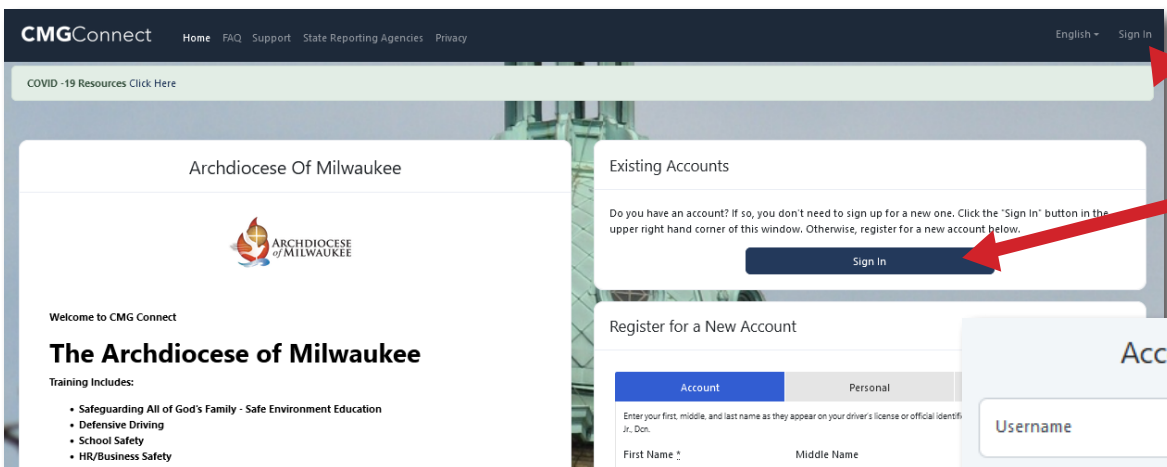 CMGConnect Home FAQ Support State Reporting Agencies Privacy English Sign In
COVID -19 Resources Click Here
Archdiocese Of Milwaukee
ARCHDIOCESE
of MILWAUKEE
Welcome to CMG Connect
The Archdiocese of Milwaukee
Training Includes:
• Safeguarding All of God's Family - Safe Environment Education
• Defensive Driving
• School Safety
• HR/Business Safety
Existing Accounts
Do you have an account? If so, you don't need to sign up for a new one. Click the "Sign In" button in the
upper right hand corner of this window. Otherwise, register for a new account below.
Sign In
Register for a New Account
Account Personal
Enter your first, middle, and last name as they appear on your driver's license or official
Jr., Dcn.
First Name * Middle Name
Username